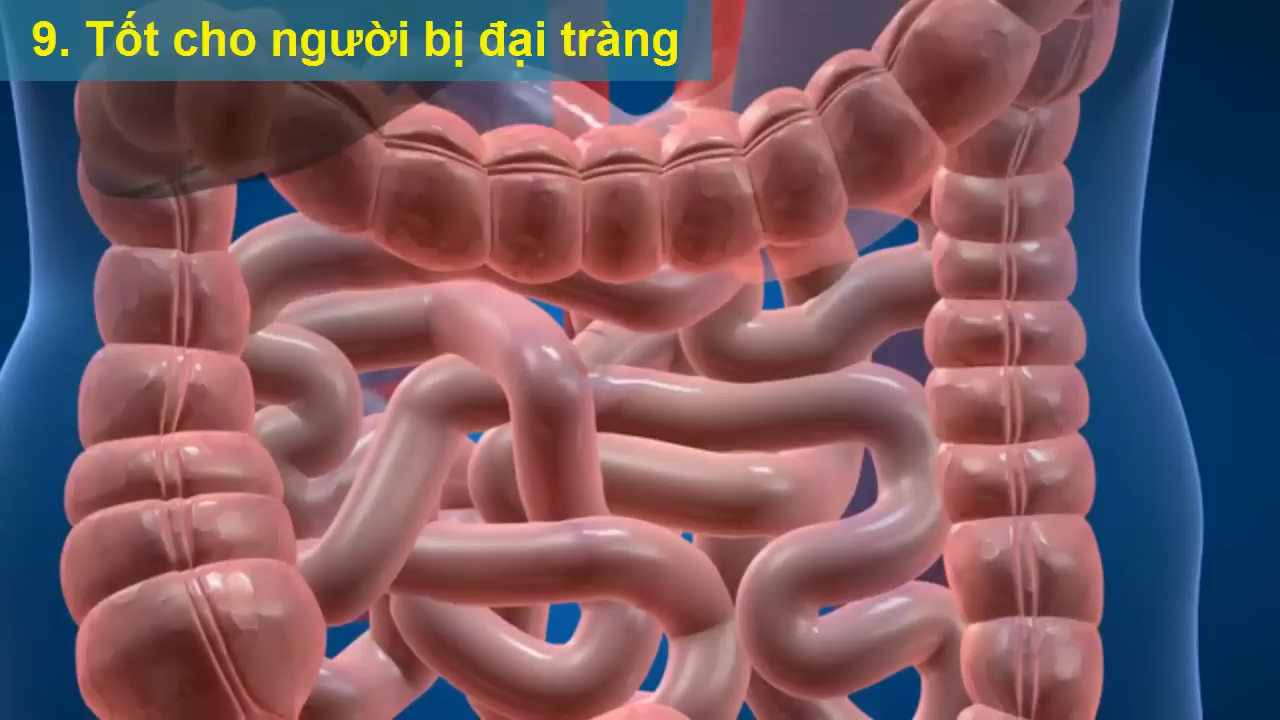 9. Tốt cho người bị đại tràng